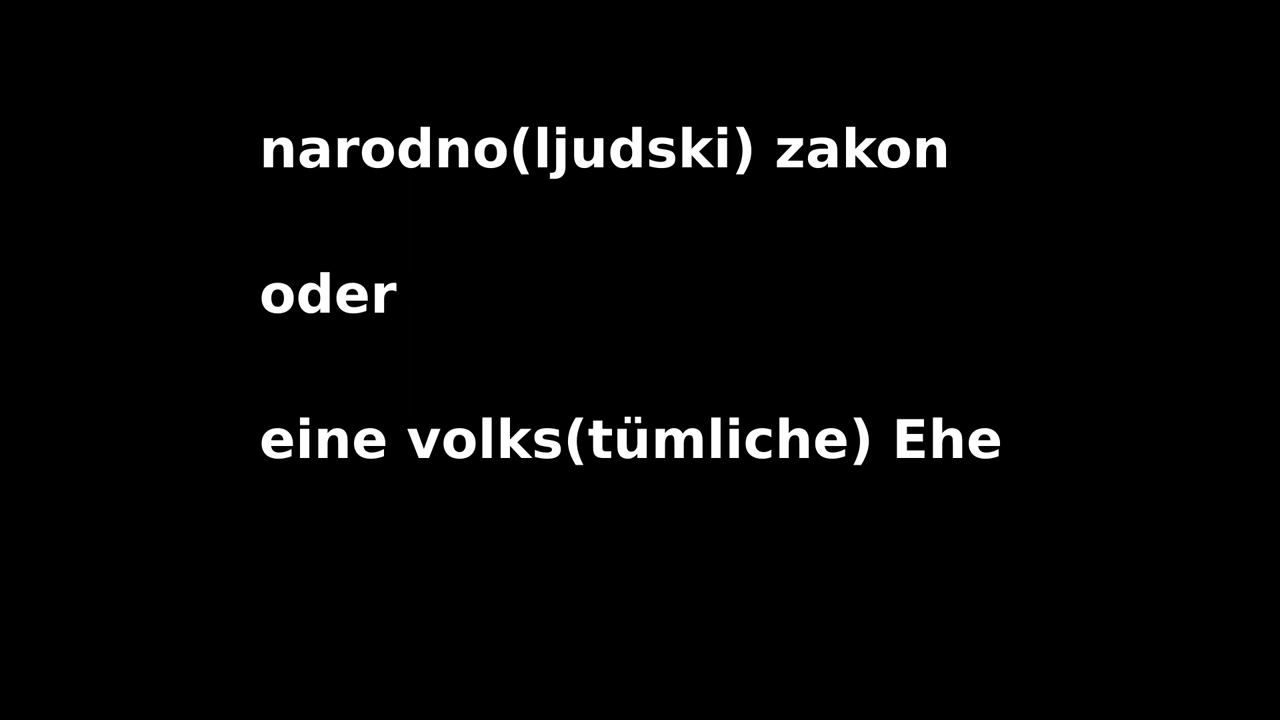 narodno(ljudski) zakon
oder
eine volks(tümliche) Ehe